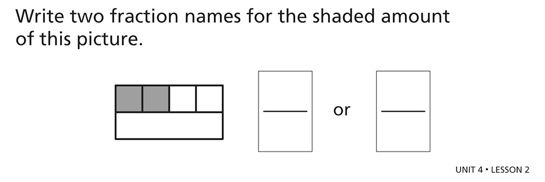 Write two fraction names for the shaded amount
of this picture.
or
UNIT 4 • LESSON 2